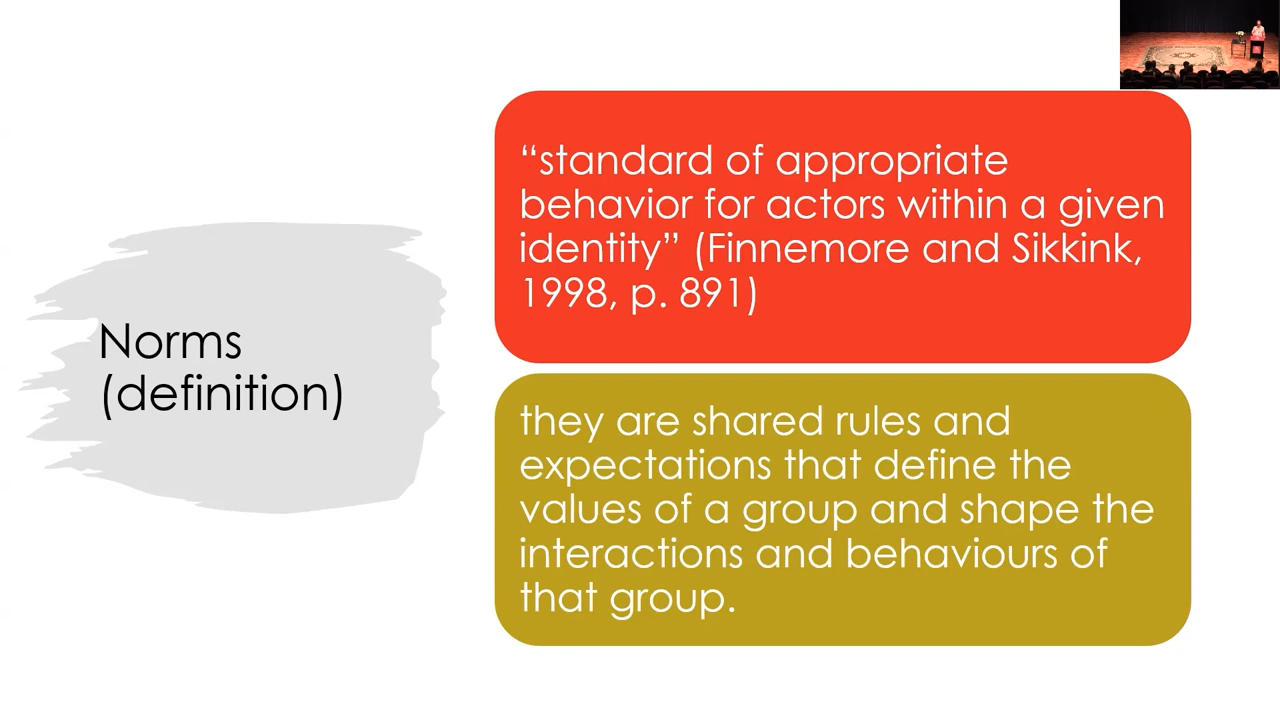 Norms
(definition)
“standard of appropriate
behavior for actors within a given
identity” (Finnemore and Sikkink,
1998, p. 891)
they are shared rules and
expectations that define the
values of a group and shape the
interactions and behaviours of
that group.